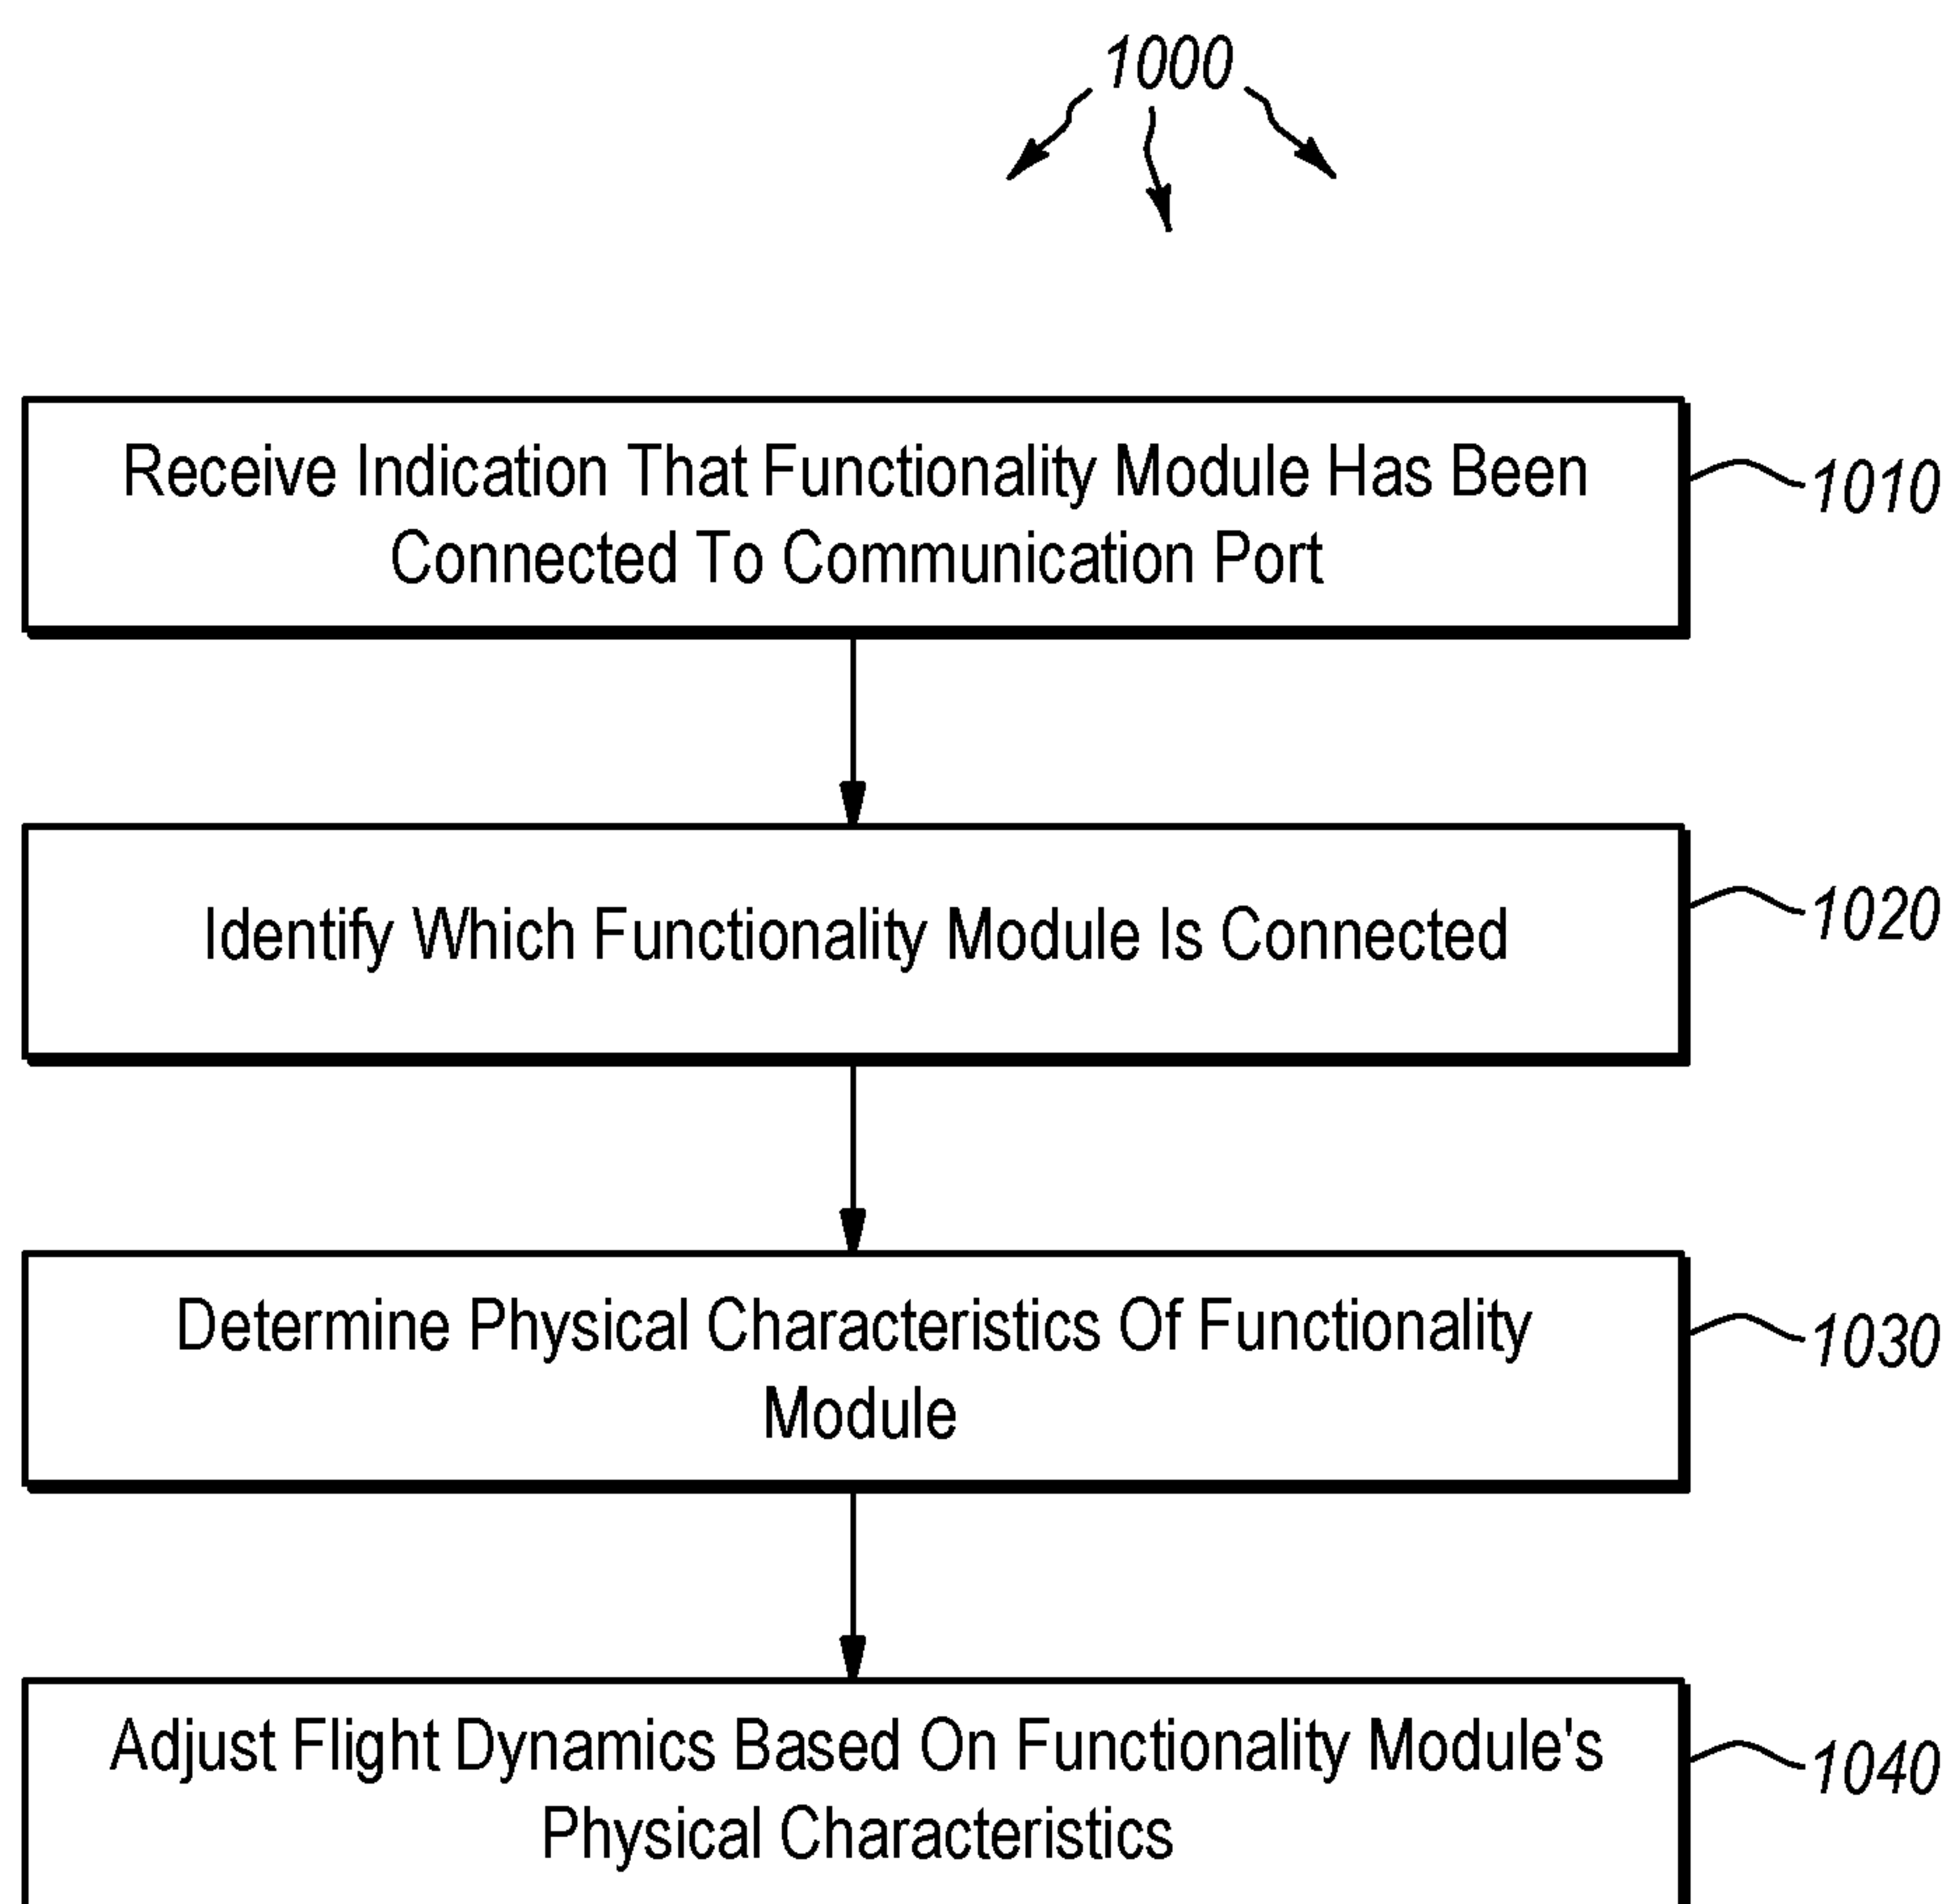 1000
Receive Indication That Functionality Module Has Been
Connected To Communication Port
1010
Identify Which Functionality Module Is Connected
1020
Determine Physical Characteristics Of Functionality
Module
1030
Adjust Flight Dynamics Based On Functionality Module's
Physical Characteristics
1040